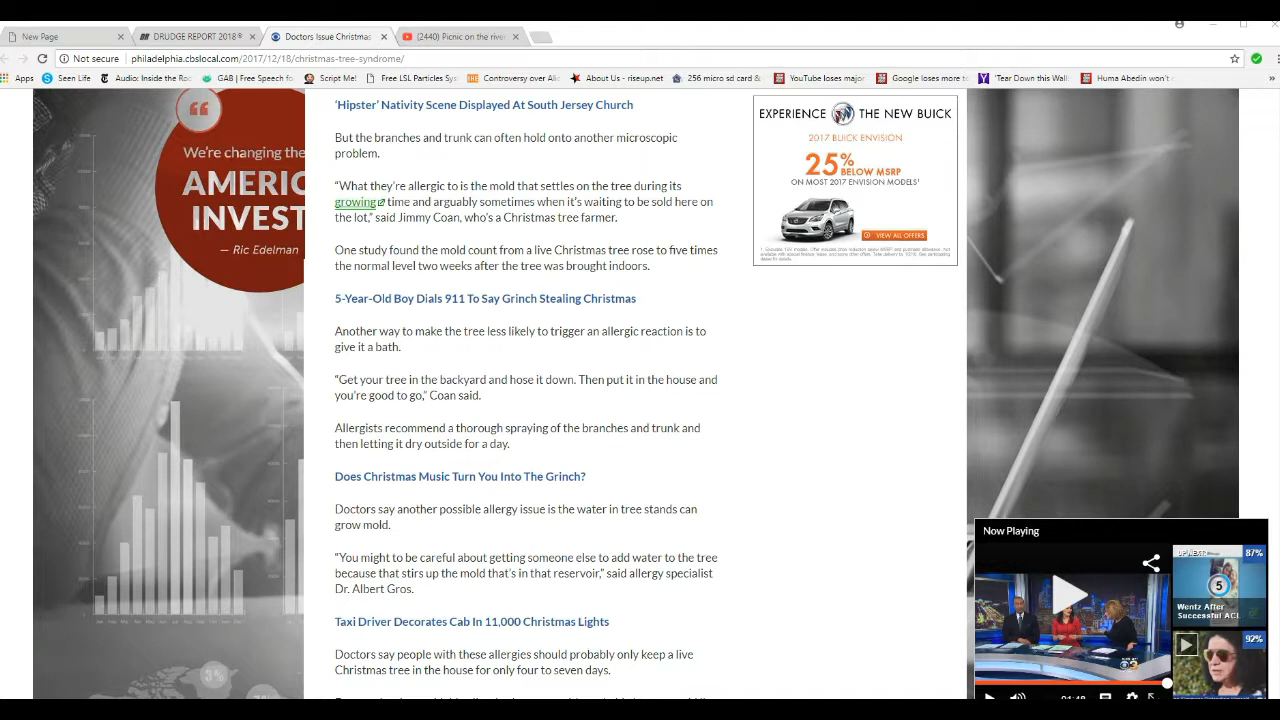 New Page
DRUDGE REPORT 2018®
Doctors Issue Christmas
(2440) Picnic on the river
Not secure
philadelphia.cbslocal.com/2017/12/18/christmas-tree-syndrome/
Apps
Seen Life
Audio: Inside the Roc
GAB | Free Speech fo
Script Me!
Free LSL Particles Sys
Controversy over Alic
About Us - riseup.net
256 micro sd card &
YouTube loses major
Google loses more to
'Tear Down this Wall:
Huma Abedin won't
»
We're changing the
AMERIC
INVEST
— Ric Edelman
'Hipster' Nativity Scene Displayed At South Jersey Church
But the branches and trunk can often hold onto another microscopic
problem.
“What they’re allergic to is the mold that settles on the tree during its
growing time and arguably sometimes when it’s waiting to be sold here on
the lot,” said Jimmy Coan, who’s a Christmas tree farmer.
One study found the mold count from a live Christmas tree rose to five times
the normal level two weeks after the tree was brought indoors.
5-Year-Old Boy Dials 911 To Say Grinch Stealing Christmas
Another way to make the tree less likely to trigger an allergic reaction is to
give it a bath.
“Get your tree in the backyard and hose it down. Then put it in the house and
you’re good to go,” Coan said.
Allergists recommend a thorough spraying of the branches and trunk and
then letting it dry outside for a day.
Does Christmas Music Turn You Into The Grinch?
Doctors say another possible allergy issue is the water in tree stands can
grow mold.
“You might to be careful about getting someone else to add water to the tree
because that stirs up the mold that’s in that reservoir,” said allergy specialist
Dr. Albert Gros.
Taxi Driver Decorates Cab In 11,000 Christmas Lights
Doctors say people with these allergies should probably only keep a live
Christmas tree in the house for only four to seven days.
EXPERIENCE THE NEW BUICK
2017 BUICK ENVISION
25%
BELOW MSRP
ON MOST 2017 ENVISION MODELS¹
VIEW ALL OFFERS
Now Playing
UP NEXT
87%
5
Wentz After
Successful ACL
92%
01:48